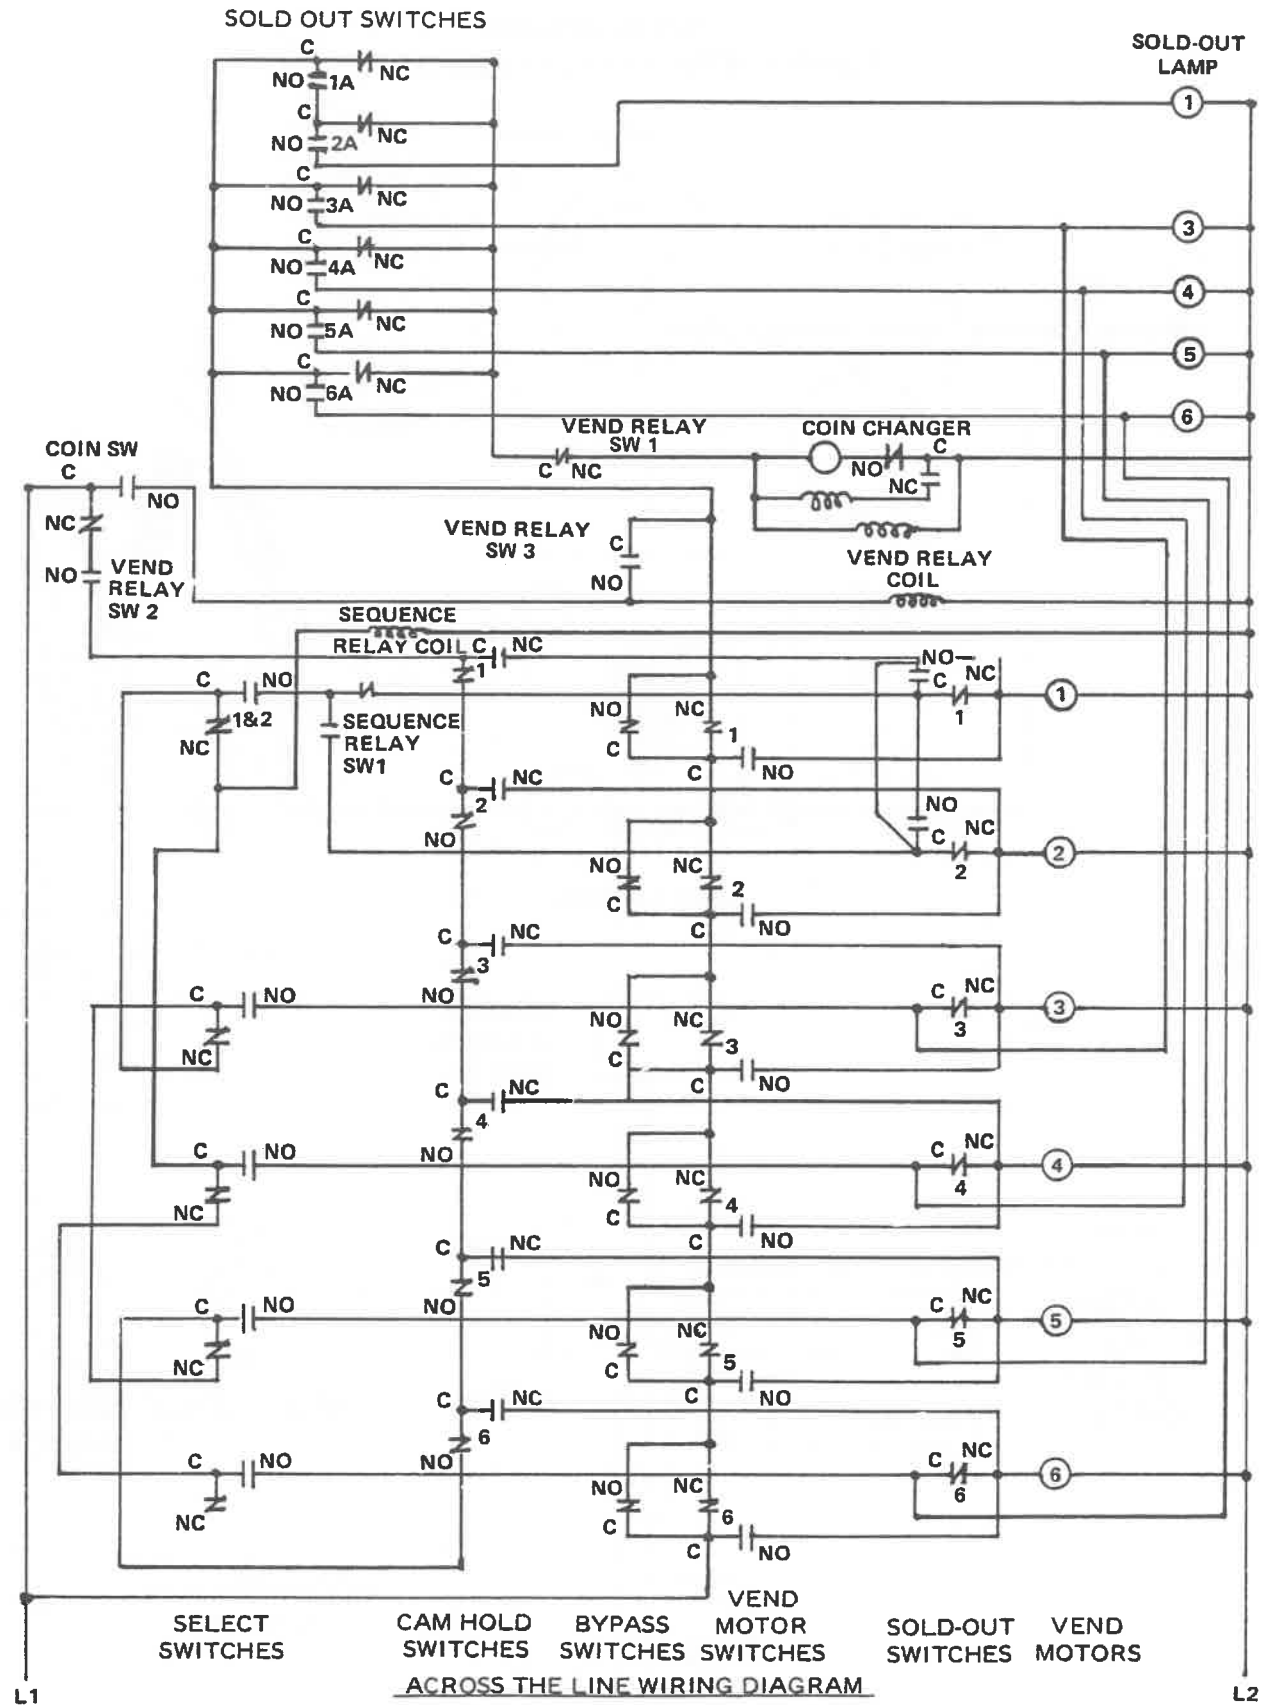 SOLD OUT SWITCHES
SOLD-OUT
LAMP
C
NO
1A
NC
C
NO
2A
NC
1
C
NO
3A
NC
3
C
NO
4A
NC
4
C
NO
5A
NC
5
C
NO
6A
NC
6
VEND RELAY
SW 1
C
NC
COIN CHANGER
NO
C
NC
COIN SW
C
NO
NC
NO
VEND
RELAY
SW 2
VEND RELAY
SW 3
C
NO
VEND RELAY
COIL
SEQUENCE
RELAY COIL
C
NC
1
NO
C
NC
1
1
C
NO
1&2
NC
SEQUENCE
RELAY
SW1
NO
NC
1
C
C
NO
C
NC
2
NO
NO
C
NC
2
2
NO
NC
2
C
C
NO
C
NC
3
NO
C
NO
NC
NO
NC
3
C
C
NO
C
NC
3
3
C
NC
4
NO
C
NO
NC
NO
NC
4
C
C
NO
C
NC
4
4
C
NC
5
NO
C
NO
NC
NO
NC
5
C
C
NO
C
NC
5
5
C
NC
6
NO
C
NO
NC
NO
NC
6
C
C
NO
C
NC
6
6
SELECT
SWITCHES
CAM HOLD
SWITCHES
BYPASS
SWITCHES
VEND
MOTOR
SWITCHES
SOLD-OUT
SWITCHES
VEND
MOTORS
L1
ACROSS THE LINE WIRING DIAGRAM
L2